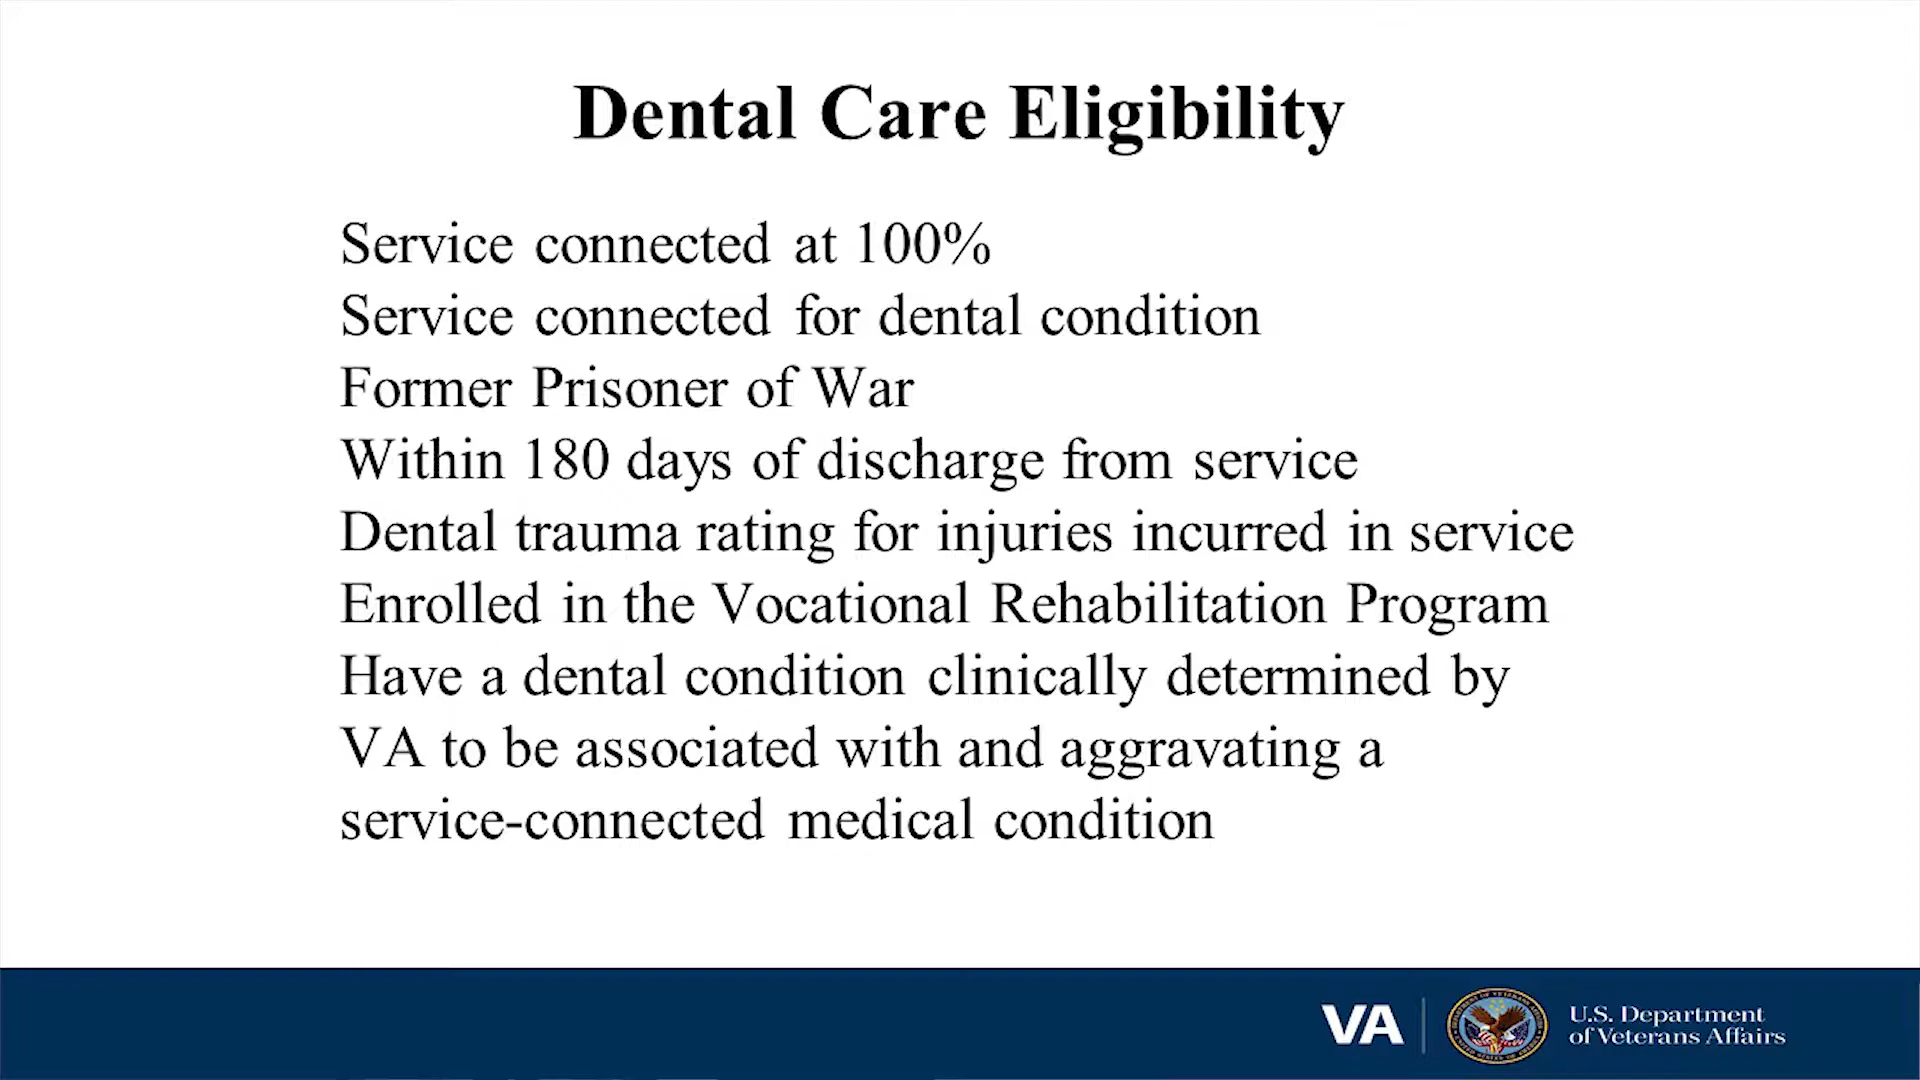 Dental Care Eligibility
Service connected at 100%
Service connected for dental condition
Former Prisoner of War
Within 180 days of discharge from service
Dental trauma rating for injuries incurred in service
Enrolled in the Vocational Rehabilitation Program
Have a dental condition clinically determined by
VA to be associated with and aggravating a
service-connected medical condition
VA
U.S. Department
of Veterans Affairs